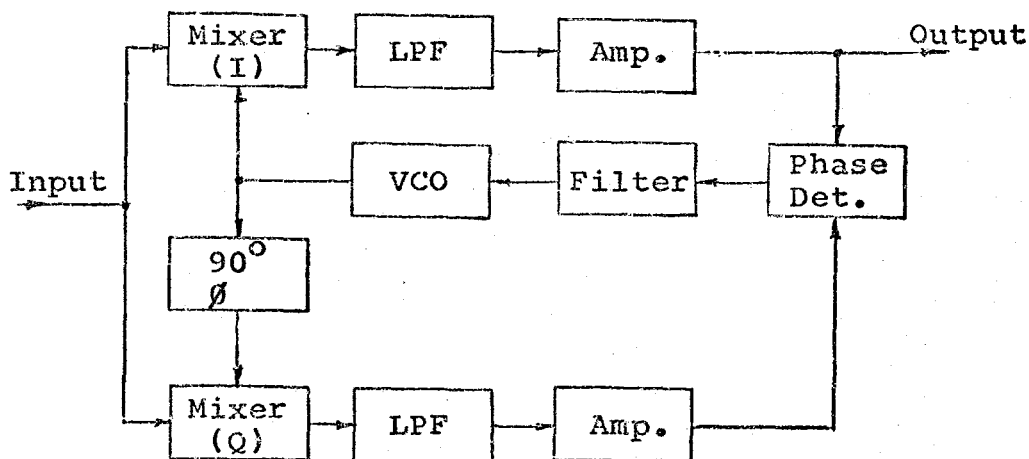 Mixer
(I)
LPF
Amp.
Output
Input
VCO
Filter
Phase
Det.
90°
Ø
Mixer
(Q)
LPF
Amp.